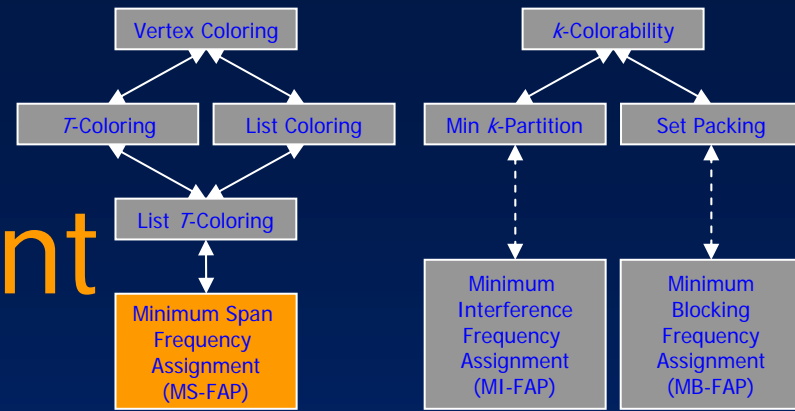 Vertex Coloring
k-Colorability
T-Coloring
List Coloring
Min k-Partition
Set Packing
List T-Coloring
nt
Minimum Span
Frequency
Assignment
(MS-FAP)
Minimum
Interference
Frequency
Assignment
(MI-FAP)
Minimum
Blocking
Frequency
Assignment
(MB-FAP)